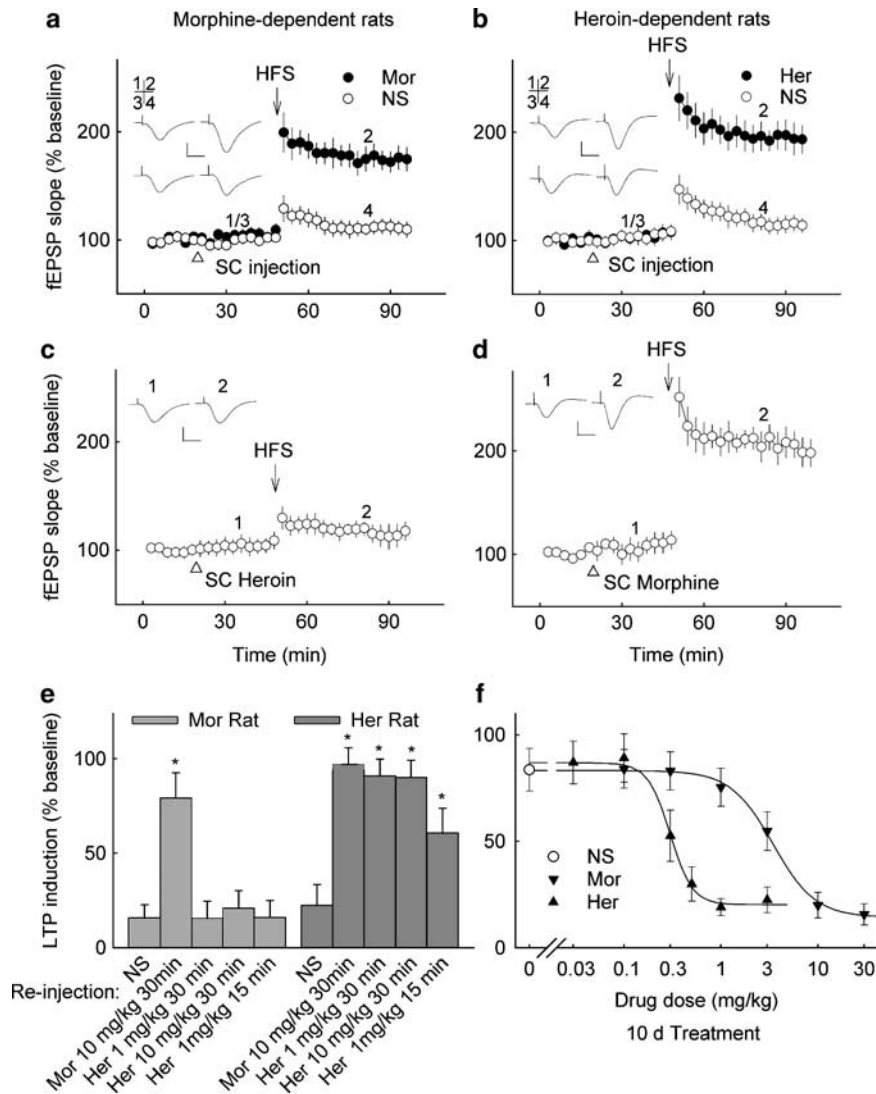 a Morphine-dependent rats
HFS
Mor
NS
1 2
3 4
2
1/3
4
SC injection
fEPSP slope (% baseline)
200
100
0 30 60 90
b Heroin-dependent rats
HFS
Her
NS
1 2
3 4
2
1/3
4
SC injection
200
100
0 30 60 90
c
1 2
HFS
1
2
SC Heroin
fEPSP slope (% baseline)
200
100
0 30 60 90
Time (min)
d
HFS
1 2
2
1
SC Morphine
200
100
0 30 60 90
Time (min)
e
Mor Rat Her Rat
LTP induction (% baseline)
100
50
0
* * * * *
Re-injection:
NS
Mor 10 mg/kg 30min
Her 1 mg/kg 30 min
Her 10 mg/kg 30 min
Her 1mg/kg 15 min
NS
Mor 10 mg/kg 30min
Her 1 mg/kg 30 min
Her 10 mg/kg 30 min
Her 1mg/kg 15 min
f
100
50
0
NS
Mor
Her
0 0.03 0.1 0.3 1 3 10 30
Drug dose (mg/kg)
10 d Treatment